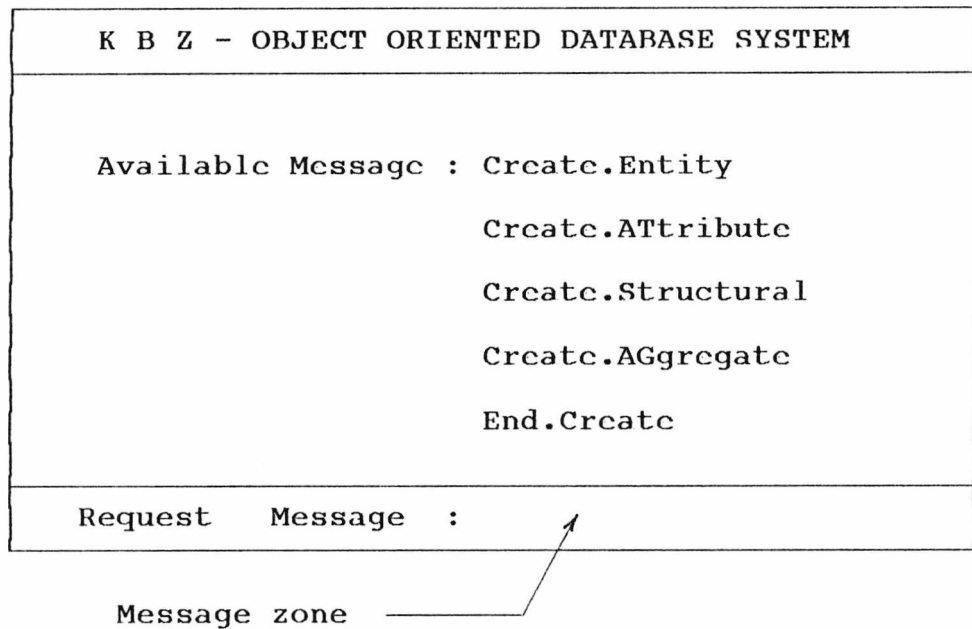 K B Z - OBJECT ORIENTED DATABASE SYSTEM
Available Message : Create.Entity
Create.ATtribute
Create.Structural
Create.AGgregate
End.Create
Request Message :
Message zone